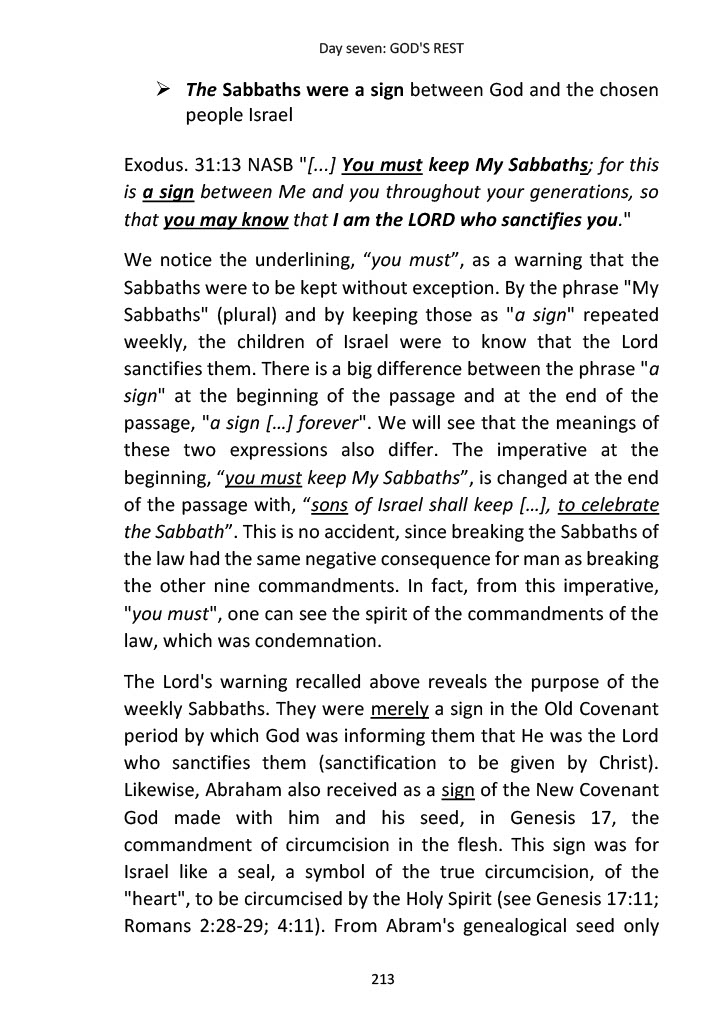 Day seven: GOD'S REST
➢ The Sabbaths were a sign between God and the chosen
people Israel
Exodus. 31:13 NASB "[...] You must keep My Sabbaths; for this
is a sign between Me and you throughout your generations, so
that you may know that I am the LORD who sanctifies you."
We notice the underlining, “you must”, as a warning that the
Sabbaths were to be kept without exception. By the phrase "My
Sabbaths" (plural) and by keeping those as "a sign" repeated
weekly, the children of Israel were to know that the Lord
sanctifies them. There is a big difference between the phrase "a
sign" at the beginning of the passage and at the end of the
passage, "a sign […] forever". We will see that the meanings of
these two expressions also differ. The imperative at the
beginning, “you must keep My Sabbaths”, is changed at the end
of the passage with, “sons of Israel shall keep […], to celebrate
the Sabbath”. This is no accident, since breaking the Sabbaths of
the law had the same negative consequence for man as breaking
the other nine commandments. In fact, from this imperative,
"you must", one can see the spirit of the commandments of the
law, which was condemnation.
The Lord's warning recalled above reveals the purpose of the
weekly Sabbaths. They were merely a sign in the Old Covenant
period by which God was informing them that He was the Lord
who sanctifies them (sanctification to be given by Christ).
Likewise, Abraham also received as a sign of the New Covenant
God made with him and his seed, in Genesis 17, the
commandment of circumcision in the flesh. This sign was for
Israel like a seal, a symbol of the true circumcision, of the
"heart", to be circumcised by the Holy Spirit (see Genesis 17:11;
Romans 2:28-29; 4:11). From Abram's genealogical seed only
213